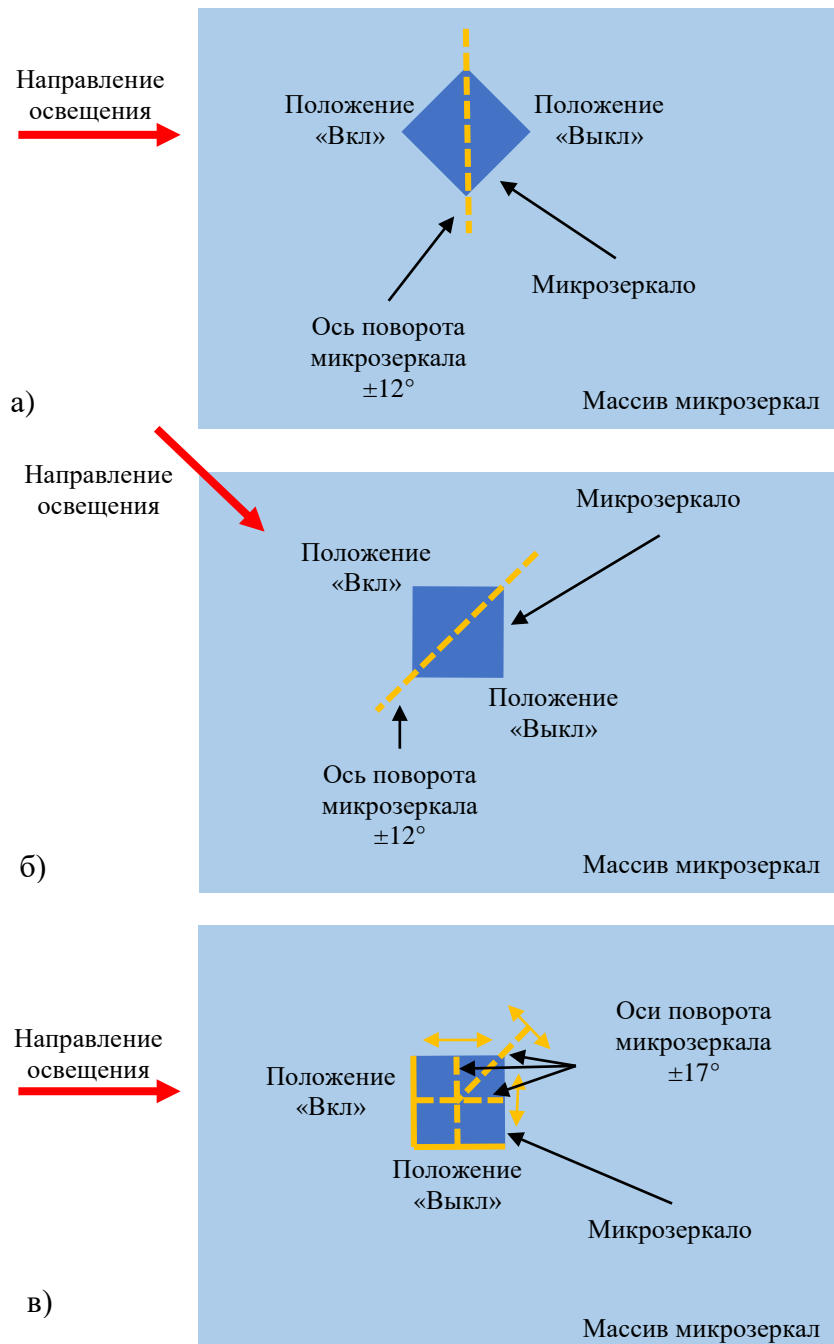 Направление
освещения
Положение
«Вкл»
Положение
«Выкл»
Микрозеркало
Ось поворота
микрозеркала
±12°
а)
Массив микрозеркал
Направление
освещения
Микрозеркало
Положение
«Вкл»
Положение
«Выкл»
Ось поворота
микрозеркала
±12°
б)
Массив микрозеркал
Направление
освещения
Оси поворота
микрозеркала
±17°
Положение
«Вкл»
Положение
«Выкл»
Микрозеркало
в)
Массив микрозеркал